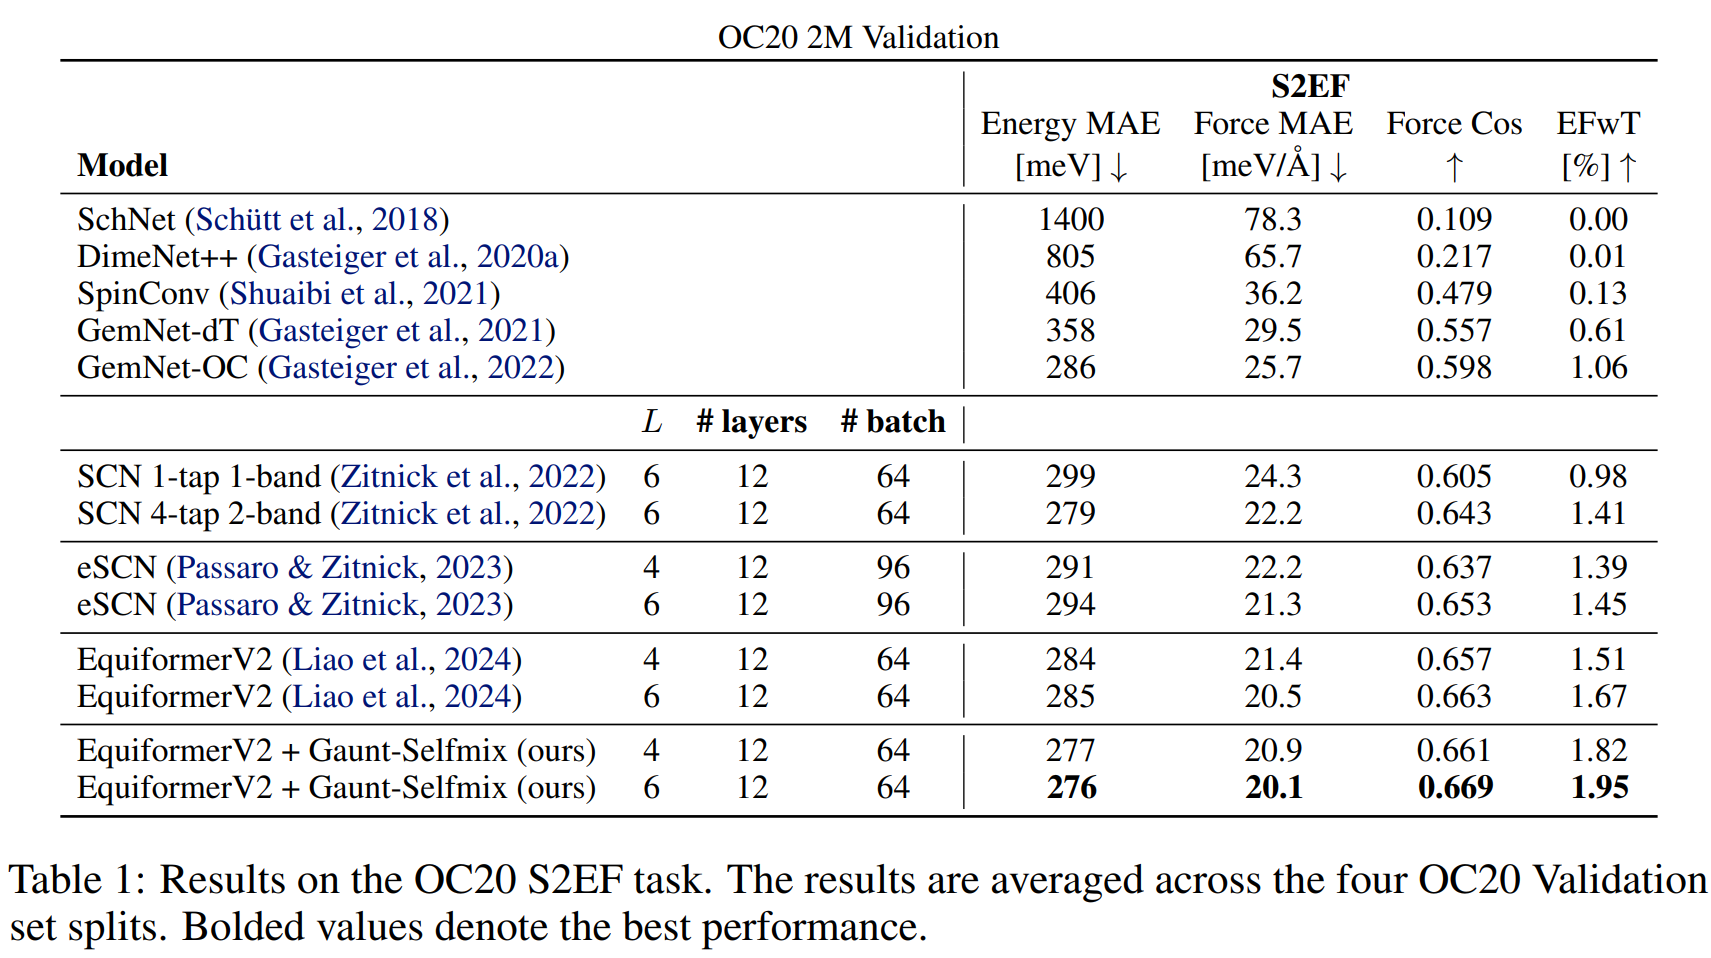 OC20 2M Validation
S2EF
Energy MAE Force MAE Force Cos EFwT
Model [meV] ↓ [meV/Å] ↓ ↑ [%] ↑
SchNet (Schütt et al., 2018) 1400 78.3 0.109 0.00
DimeNet++ (Gasteiger et al., 2020a) 805 65.7 0.217 0.01
SpinConv (Shuaibi et al., 2021) 406 36.2 0.479 0.13
GemNet-dT (Gasteiger et al., 2021) 358 29.5 0.557 0.61
GemNet-OC (Gasteiger et al., 2022) 286 25.7 0.598 1.06
L # layers # batch
SCN 1-tap 1-band (Zitnick et al., 2022) 6 12 64 299 24.3 0.605 0.98
SCN 4-tap 2-band (Zitnick et al., 2022) 6 12 64 279 22.2 0.643 1.41
eSCN (Passaro & Zitnick, 2023) 4 12 96 291 22.2 0.637 1.39
eSCN (Passaro & Zitnick, 2023) 6 12 96 294 21.3 0.653 1.45
EquiformerV2 (Liao et al., 2024) 4 12 64 284 21.4 0.657 1.51
EquiformerV2 (Liao et al., 2024) 6 12 64 285 20.5 0.663 1.67
EquiformerV2 + Gaunt-Selfmix (ours) 4 12 64 277 20.9 0.661 1.82
EquiformerV2 + Gaunt-Selfmix (ours) 6 12 64 276 20.1 0.669 1.95
Table 1: Results on the OC20 S2EF task. The results are averaged across the four OC20 Validation
set splits. Bolded values denote the best performance.